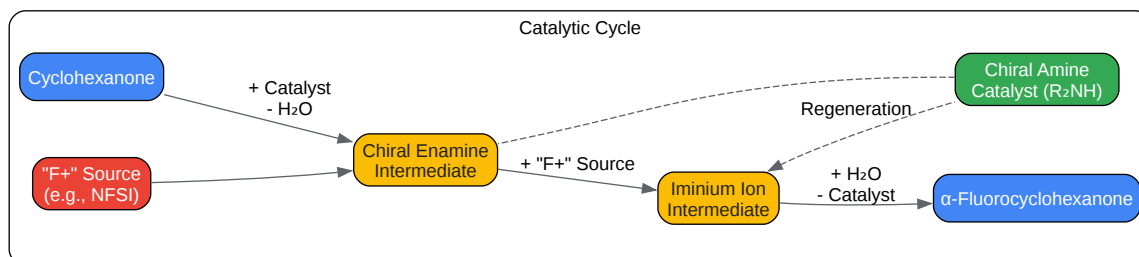 Catalytic Cycle
Cyclohexanone
+ Catalyst
- H₂O
Chiral Amine
Catalyst (R₂NH)
Regeneration
"F+" Source
(e.g., NFSI)
Chiral Enamine
Intermediate
+ "F+" Source
Iminium Ion
Intermediate
+ H₂O
- Catalyst
α-Fluorocyclohexanone